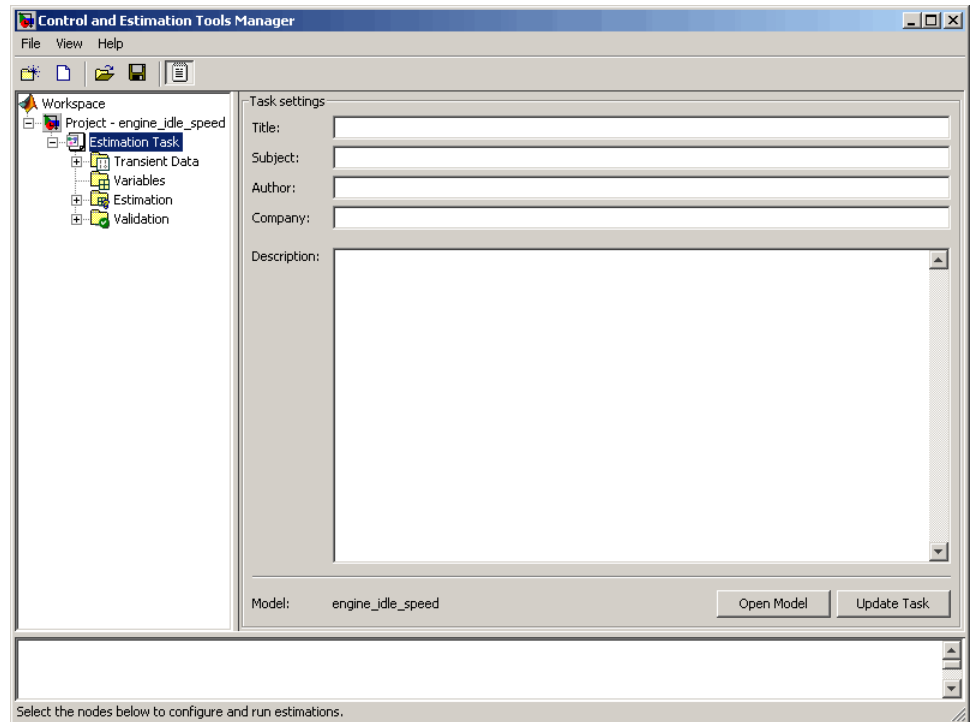 Control and Estimation Tools Manager
File View Help
Workspace
Project - engine_idle_speed
Estimation Task
Transient Data
Variables
Estimation
Validation
Task settings
Title:
Subject:
Author:
Company:
Description:
Model: engine_idle_speed
Open Model Update Task
Select the nodes below to configure and run estimations.